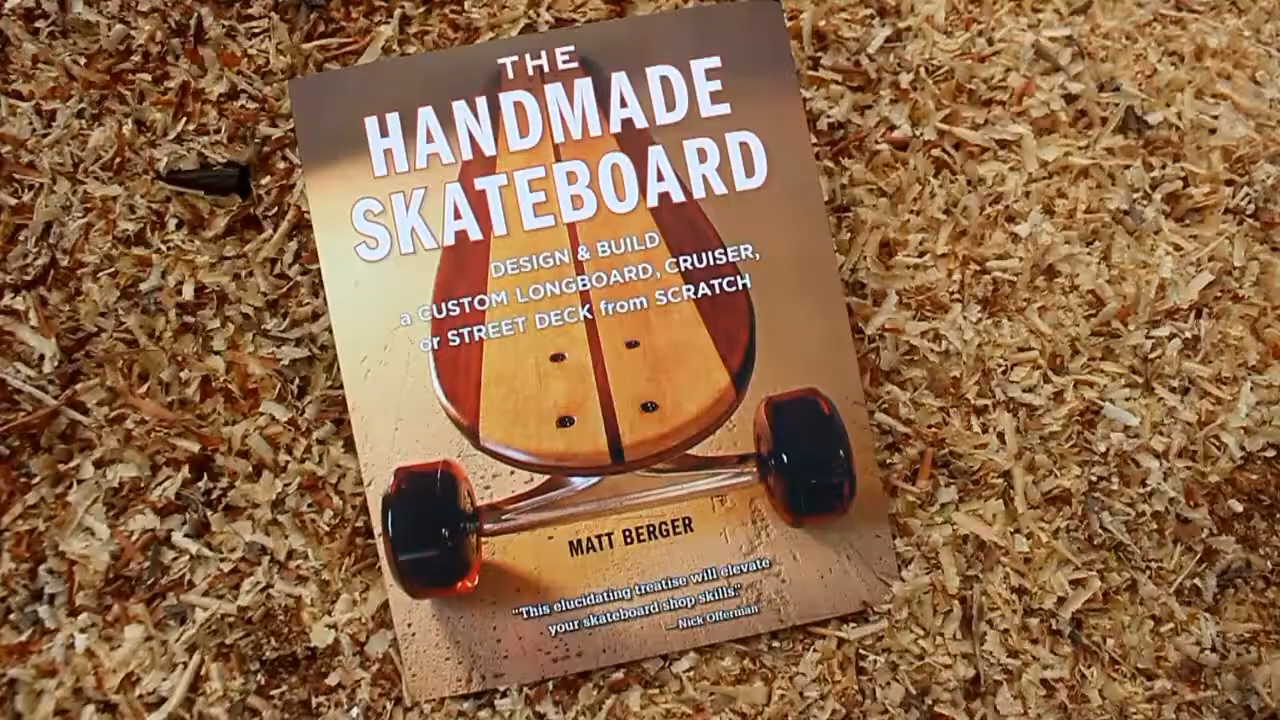 THE
HANDMADE
SKATEBOARD
DESIGN & BUILD
a CUSTOM LONGBOARD, CRUISER,
or STREET DECK from SCRATCH
MATT BERGER
"This elucidating treatise will elevate
your skateboard shop skills."
—Nick Offerman